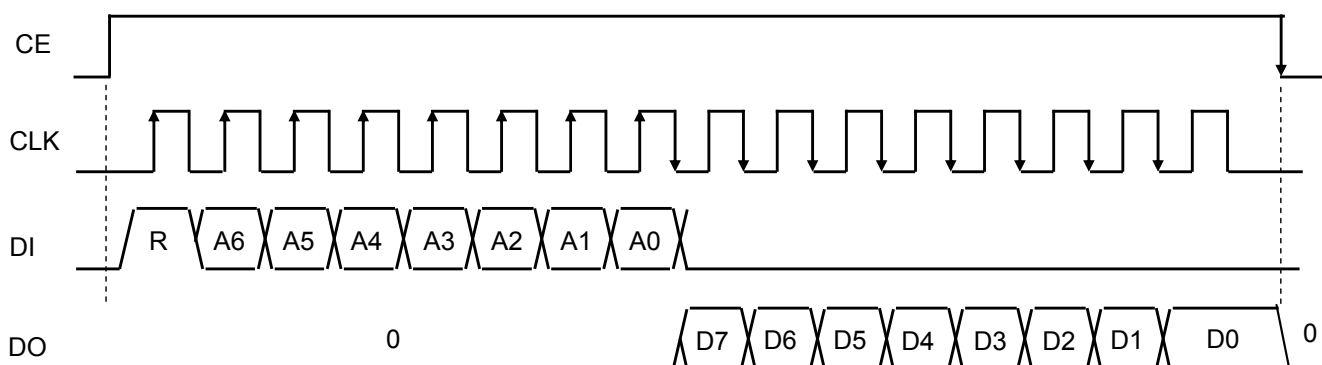 CE
CLK
DI R A6 A5 A4 A3 A2 A1 A0
DO 0 D7 D6 D5 D4 D3 D2 D1 D0 0